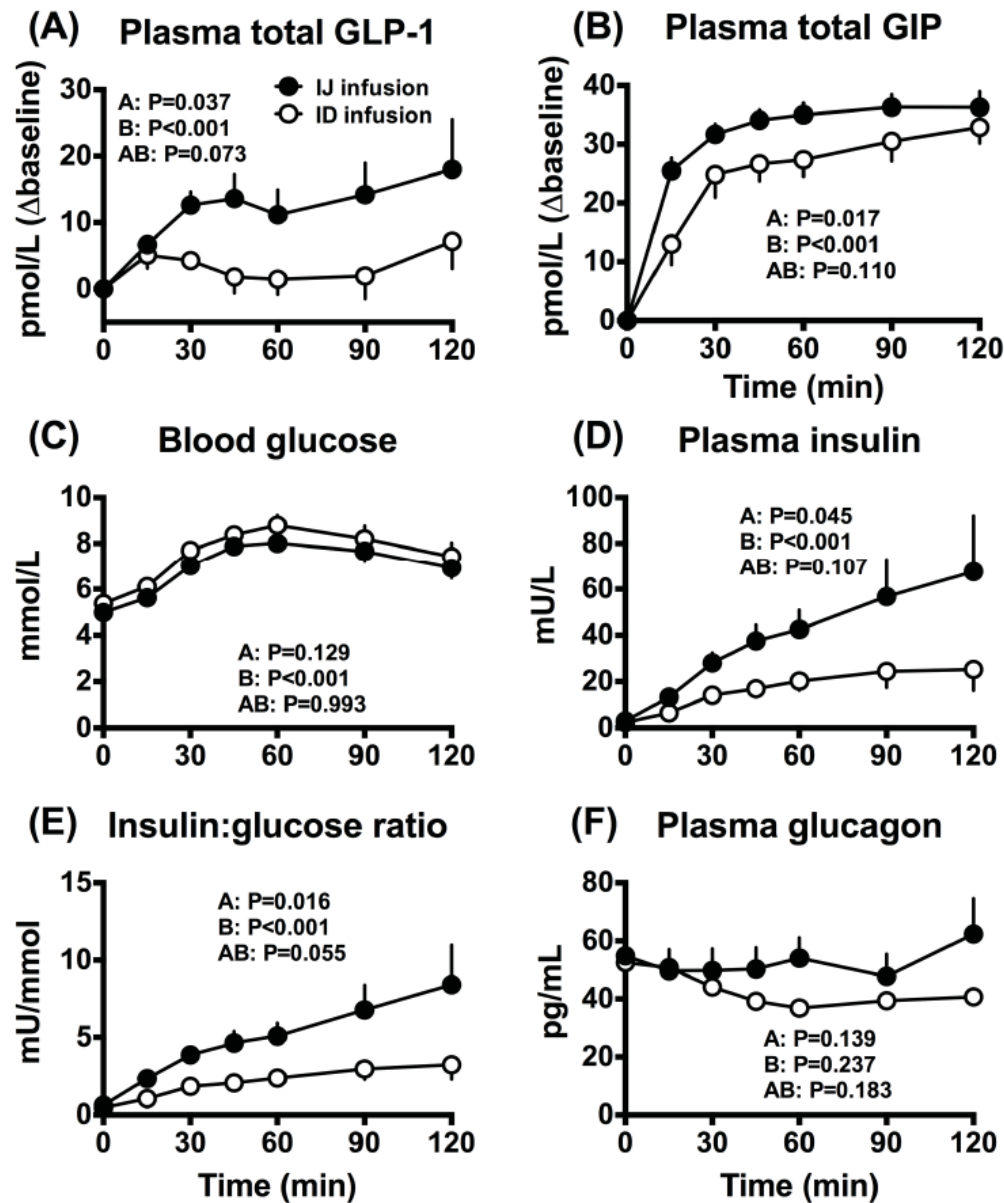 (A) Plasma total GLP-1
pmol/L (Δbaseline)
30
20
10
0
A: P=0.037
B: P<0.001
AB: P=0.073
IJ infusion
ID infusion
0 30 60 90 120
(B) Plasma total GIP
pmol/L (Δbaseline)
40
30
20
10
0
A: P=0.017
B: P<0.001
AB: P=0.110
0 30 60 90 120
Time (min)
(C) Blood glucose
mmol/L
10
8
6
4
2
0
A: P=0.129
B: P<0.001
AB: P=0.993
0 30 60 90 120
(D) Plasma insulin
mU/L
100
80
60
40
20
0
A: P=0.045
B: P<0.001
AB: P=0.107
0 30 60 90 120
(E) Insulin:glucose ratio
mU/mmol
15
10
5
0
A: P=0.016
B: P<0.001
AB: P=0.055
0 30 60 90 120
Time (min)
(F) Plasma glucagon
pg/mL
80
60
40
20
0
A: P=0.139
B: P=0.237
AB: P=0.183
0 30 60 90 120
Time (min)